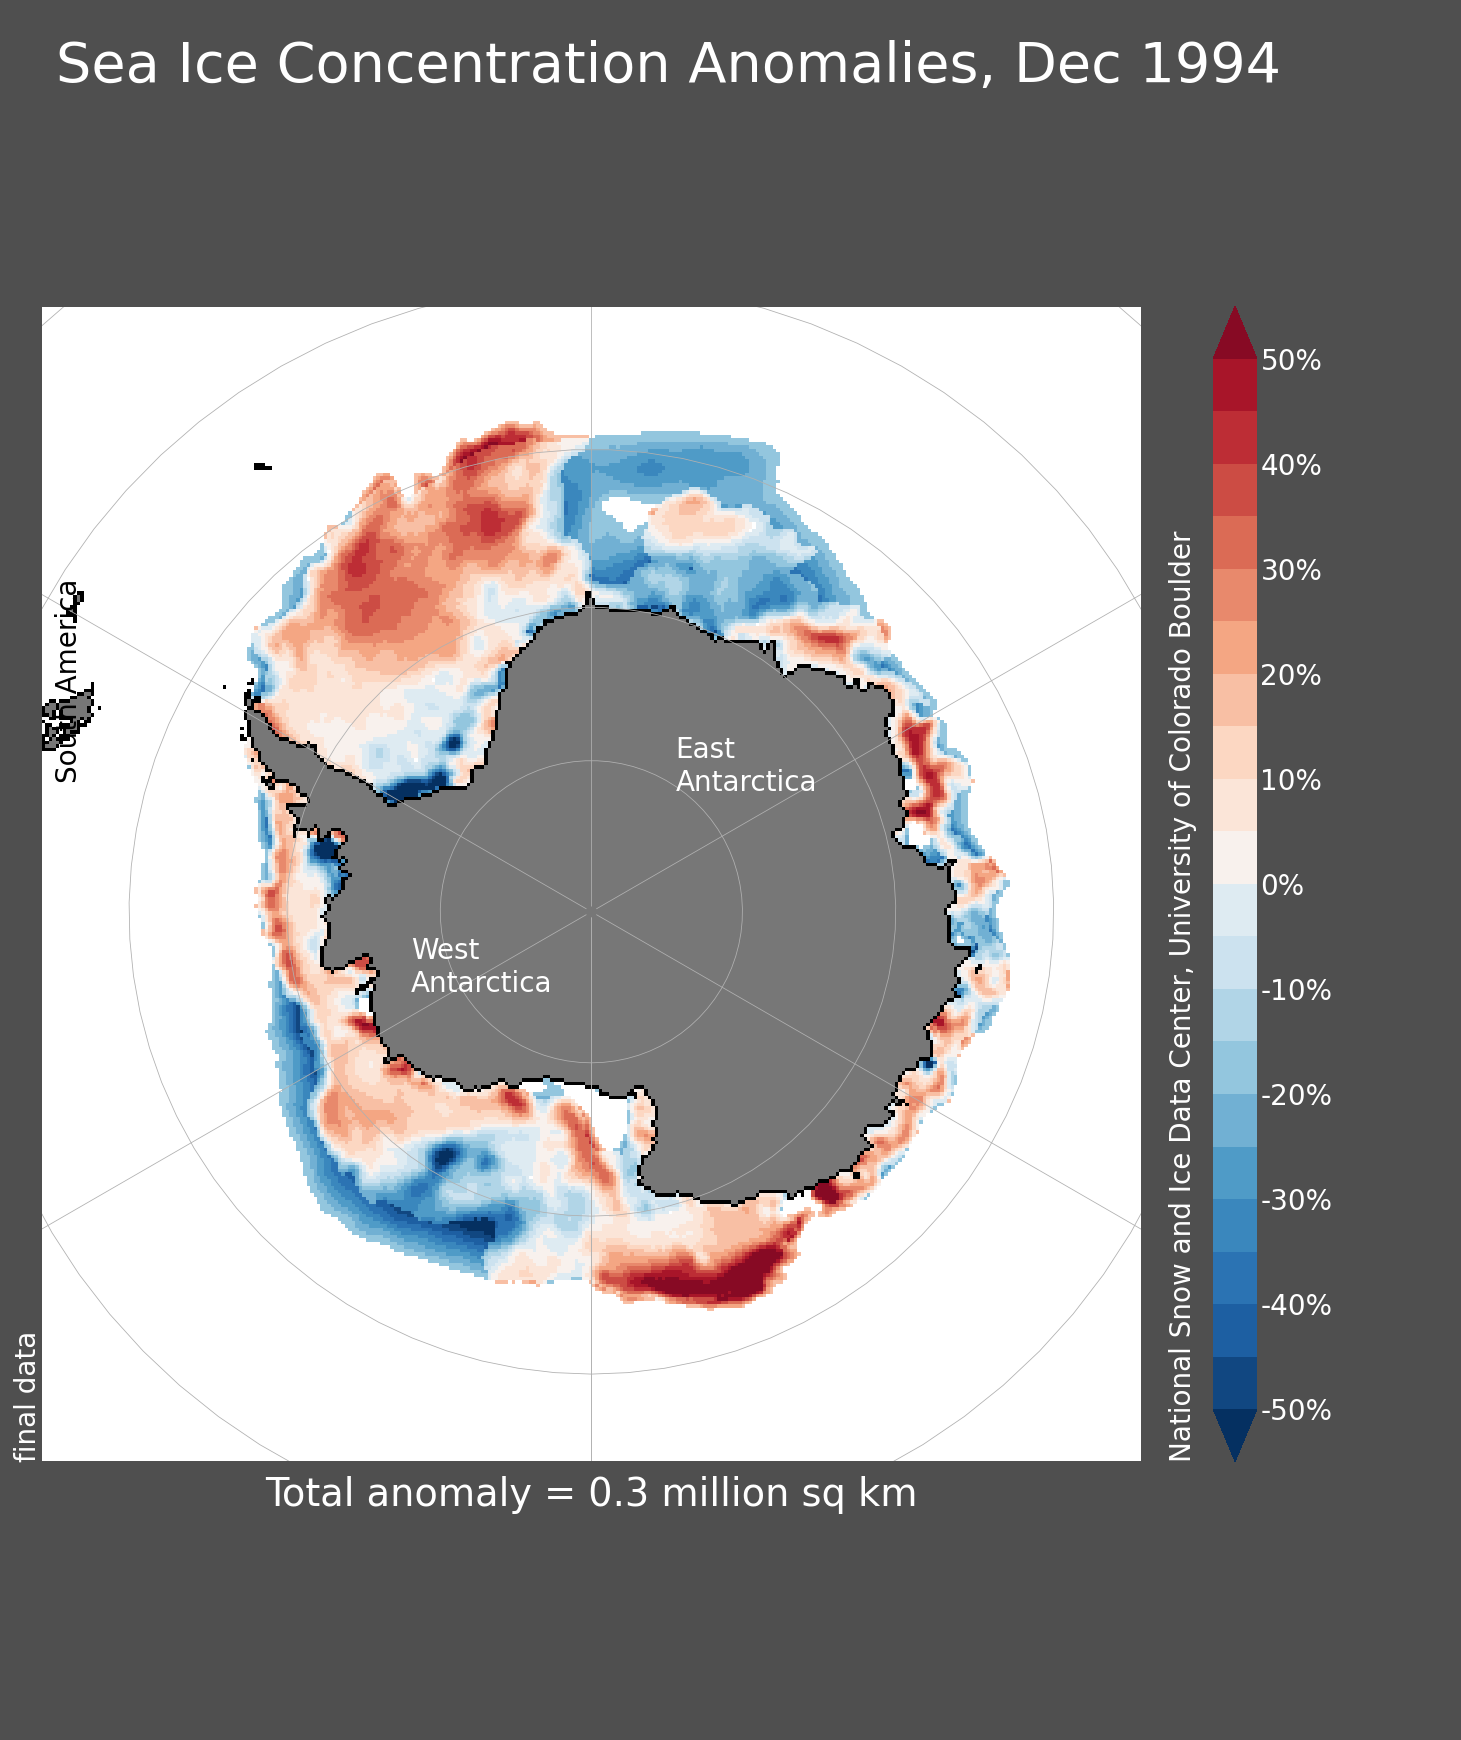 Sea Ice Concentration Anomalies, Dec 1994
South America
East
Antarctica
West
Antarctica
final data
National Snow and Ice Data Center, University of Colorado Boulder
50%
40%
30%
20%
10%
0%
-10%
-20%
-30%
-40%
-50%
Total anomaly = 0.3 million sq km